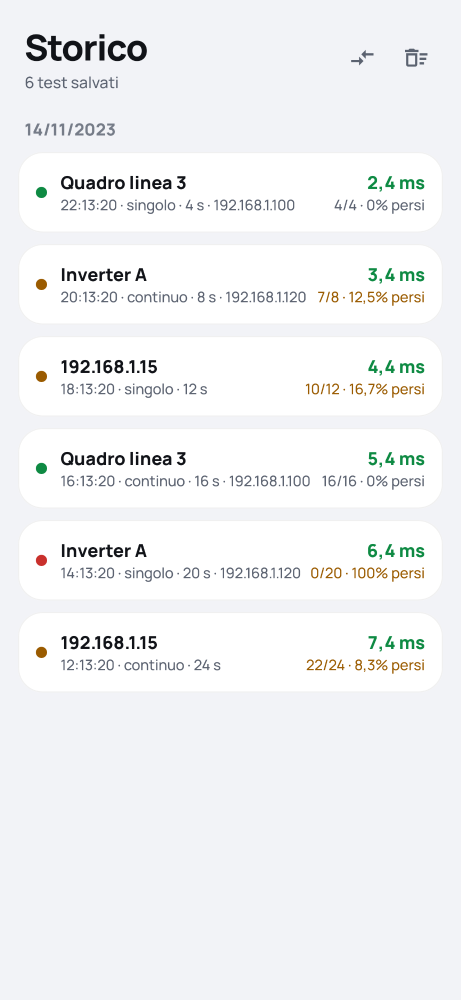 Storico
6 test salvati
14/11/2023
Quadro linea 3 2,4 ms
22:13:20 · singolo · 4 s · 192.168.1.100 4/4 · 0% persi
Inverter A 3,4 ms
20:13:20 · continuo · 8 s · 192.168.1.120 7/8 · 12,5% persi
192.168.1.15 4,4 ms
18:13:20 · singolo · 12 s 10/12 · 16,7% persi
Quadro linea 3 5,4 ms
16:13:20 · continuo · 16 s · 192.168.1.100 16/16 · 0% persi
Inverter A 6,4 ms
14:13:20 · singolo · 20 s · 192.168.1.120 0/20 · 100% persi
192.168.1.15 7,4 ms
12:13:20 · continuo · 24 s 22/24 · 8,3% persi